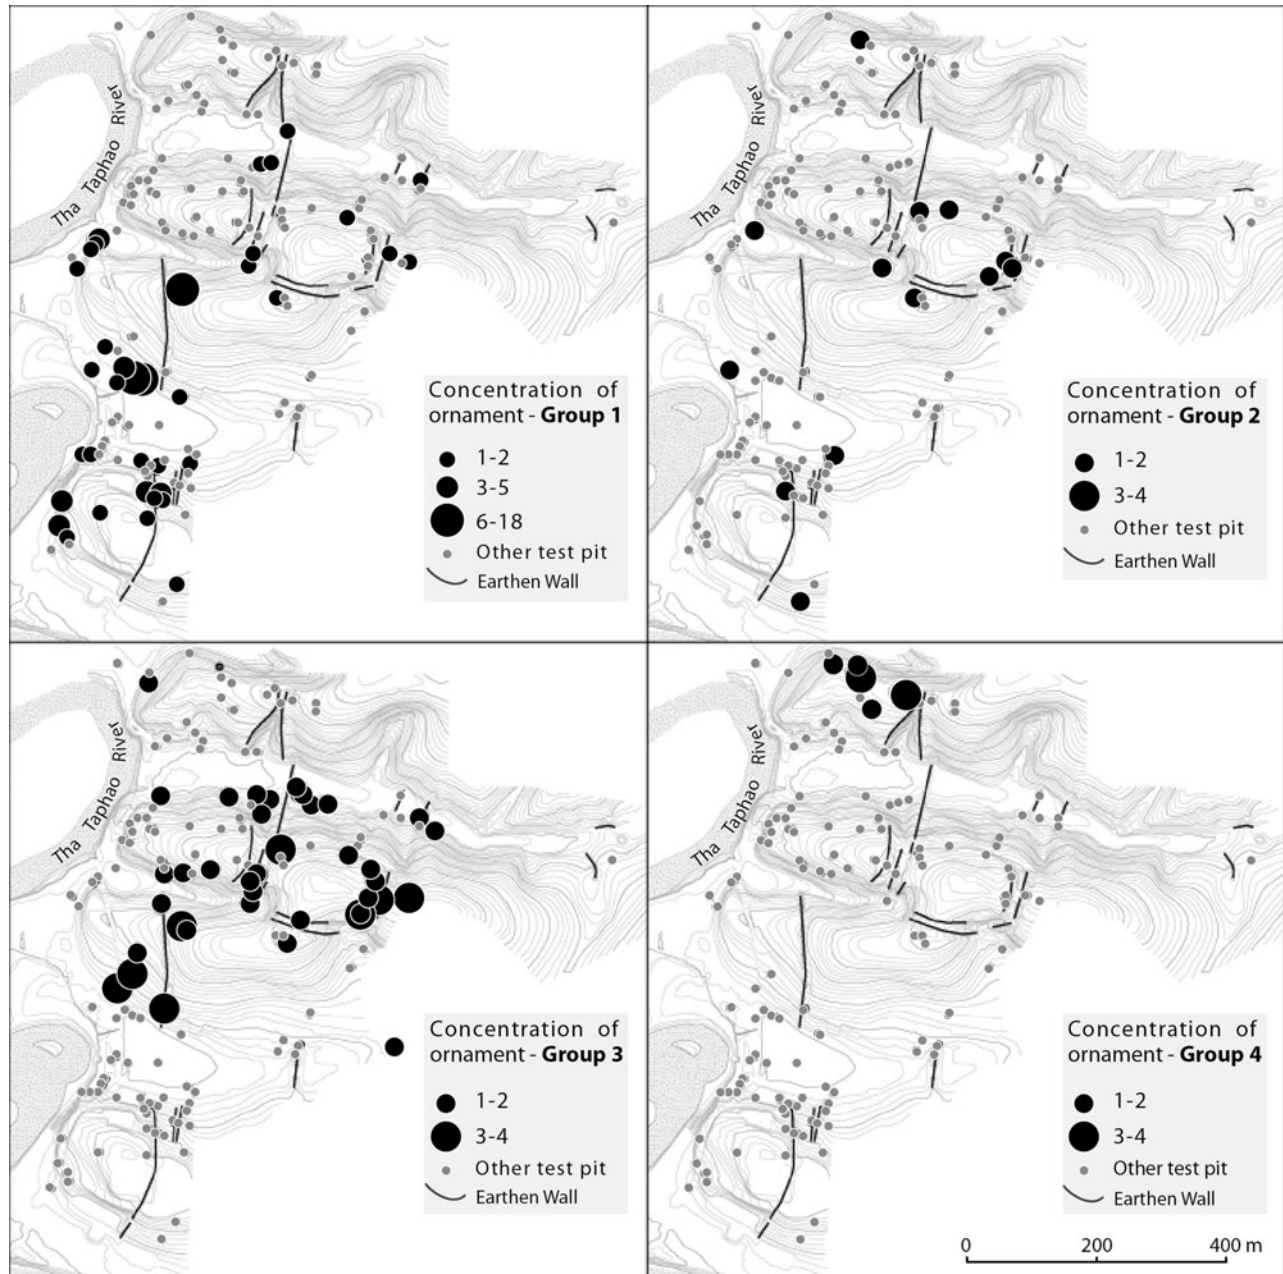 Tha Taphao River
Concentration of
ornament - Group 1
1-2
3-5
6-18
Other test pit
Earthen Wall
Tha Taphao River
Concentration of
ornament - Group 2
1-2
3-4
Other test pit
Earthen Wall
Tha Taphao River
Concentration of
ornament - Group 3
1-2
3-4
Other test pit
Earthen Wall
Tha Taphao River
Concentration of
ornament - Group 4
1-2
3-4
Other test pit
Earthen Wall
0 200 400 m